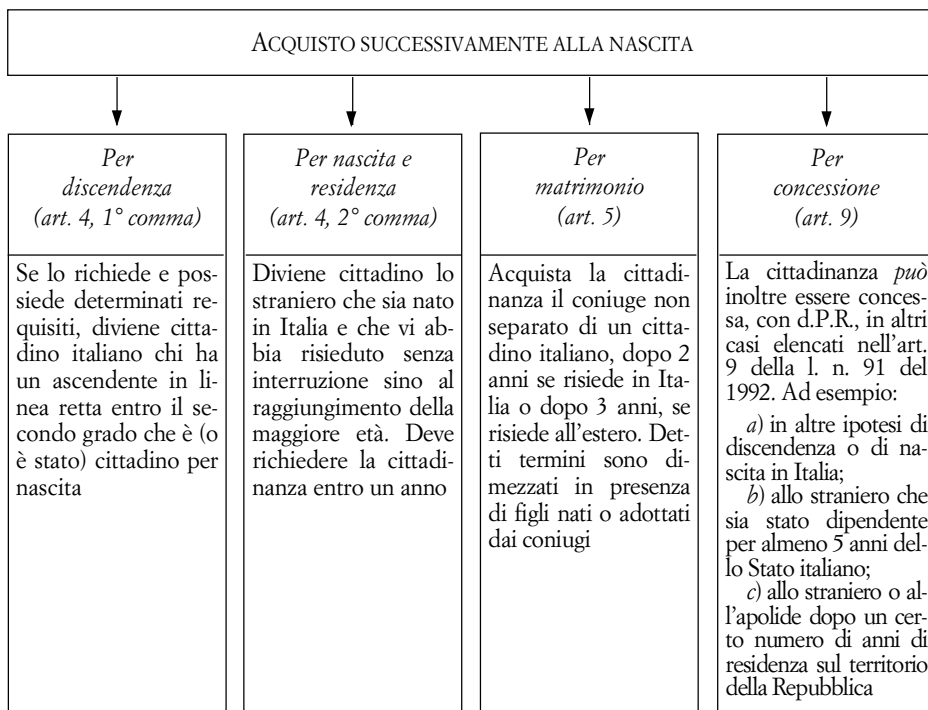 ACQUISTO SUCCESSIVAMENTE ALLA NASCITA
Per
discendenza
(art. 4, 1° comma)
Se lo richiede e pos-
siede determinati re-
quisiti, diviene citta-
dino italiano chi ha
un ascendente in li-
nea retta entro il se-
condo grado che è (o
è stato) cittadino per
nascita
Per nascita e
residenza
(art. 4, 2° comma)
Diviene cittadino lo
straniero che sia nato
in Italia e che vi ab-
bia risieduto senza
interruzione sino al
raggiungimento della
maggiore età. Deve
richiedere la cittadi-
nanza entro un anno
Per
matrimonio
(art. 5)
Acquista la cittadi-
nanza il coniuge non
separato di un citta-
dino italiano, dopo 2
anni se risiede in Ita-
lia o dopo 3 anni, se
risiede all'estero. Det-
ti termini sono di-
mezzati in presenza
di figli nati o adottati
dai coniugi
Per
concessione
(art. 9)
La cittadinanza può
inoltre essere conces-
sa, con d.P.R., in altri
casi elencati nell'art.
9 della l. n. 91 del
1992. Ad esempio:
a) in altre ipotesi di
discendenza o di na-
scita in Italia;
b) allo straniero che
sia stato dipendente
per almeno 5 anni del-
lo Stato italiano;
c) allo straniero o al-
l'apolide dopo un cer-
to numero di anni di
residenza sul territorio
della Repubblica